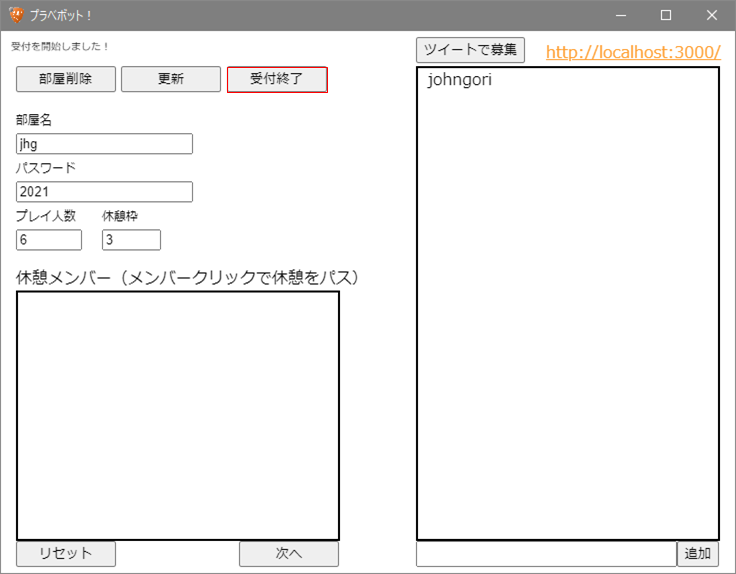 プラベボット！
受付を開始しました！
部屋削除 更新 受付終了
部屋名
jhg
パスワード
2021
プレイ人数 休憩枠
6 3
休憩メンバー（メンバークリックで休憩をパス）
リセット 次へ
ツイートで募集 http://localhost:3000/
johngori
追加